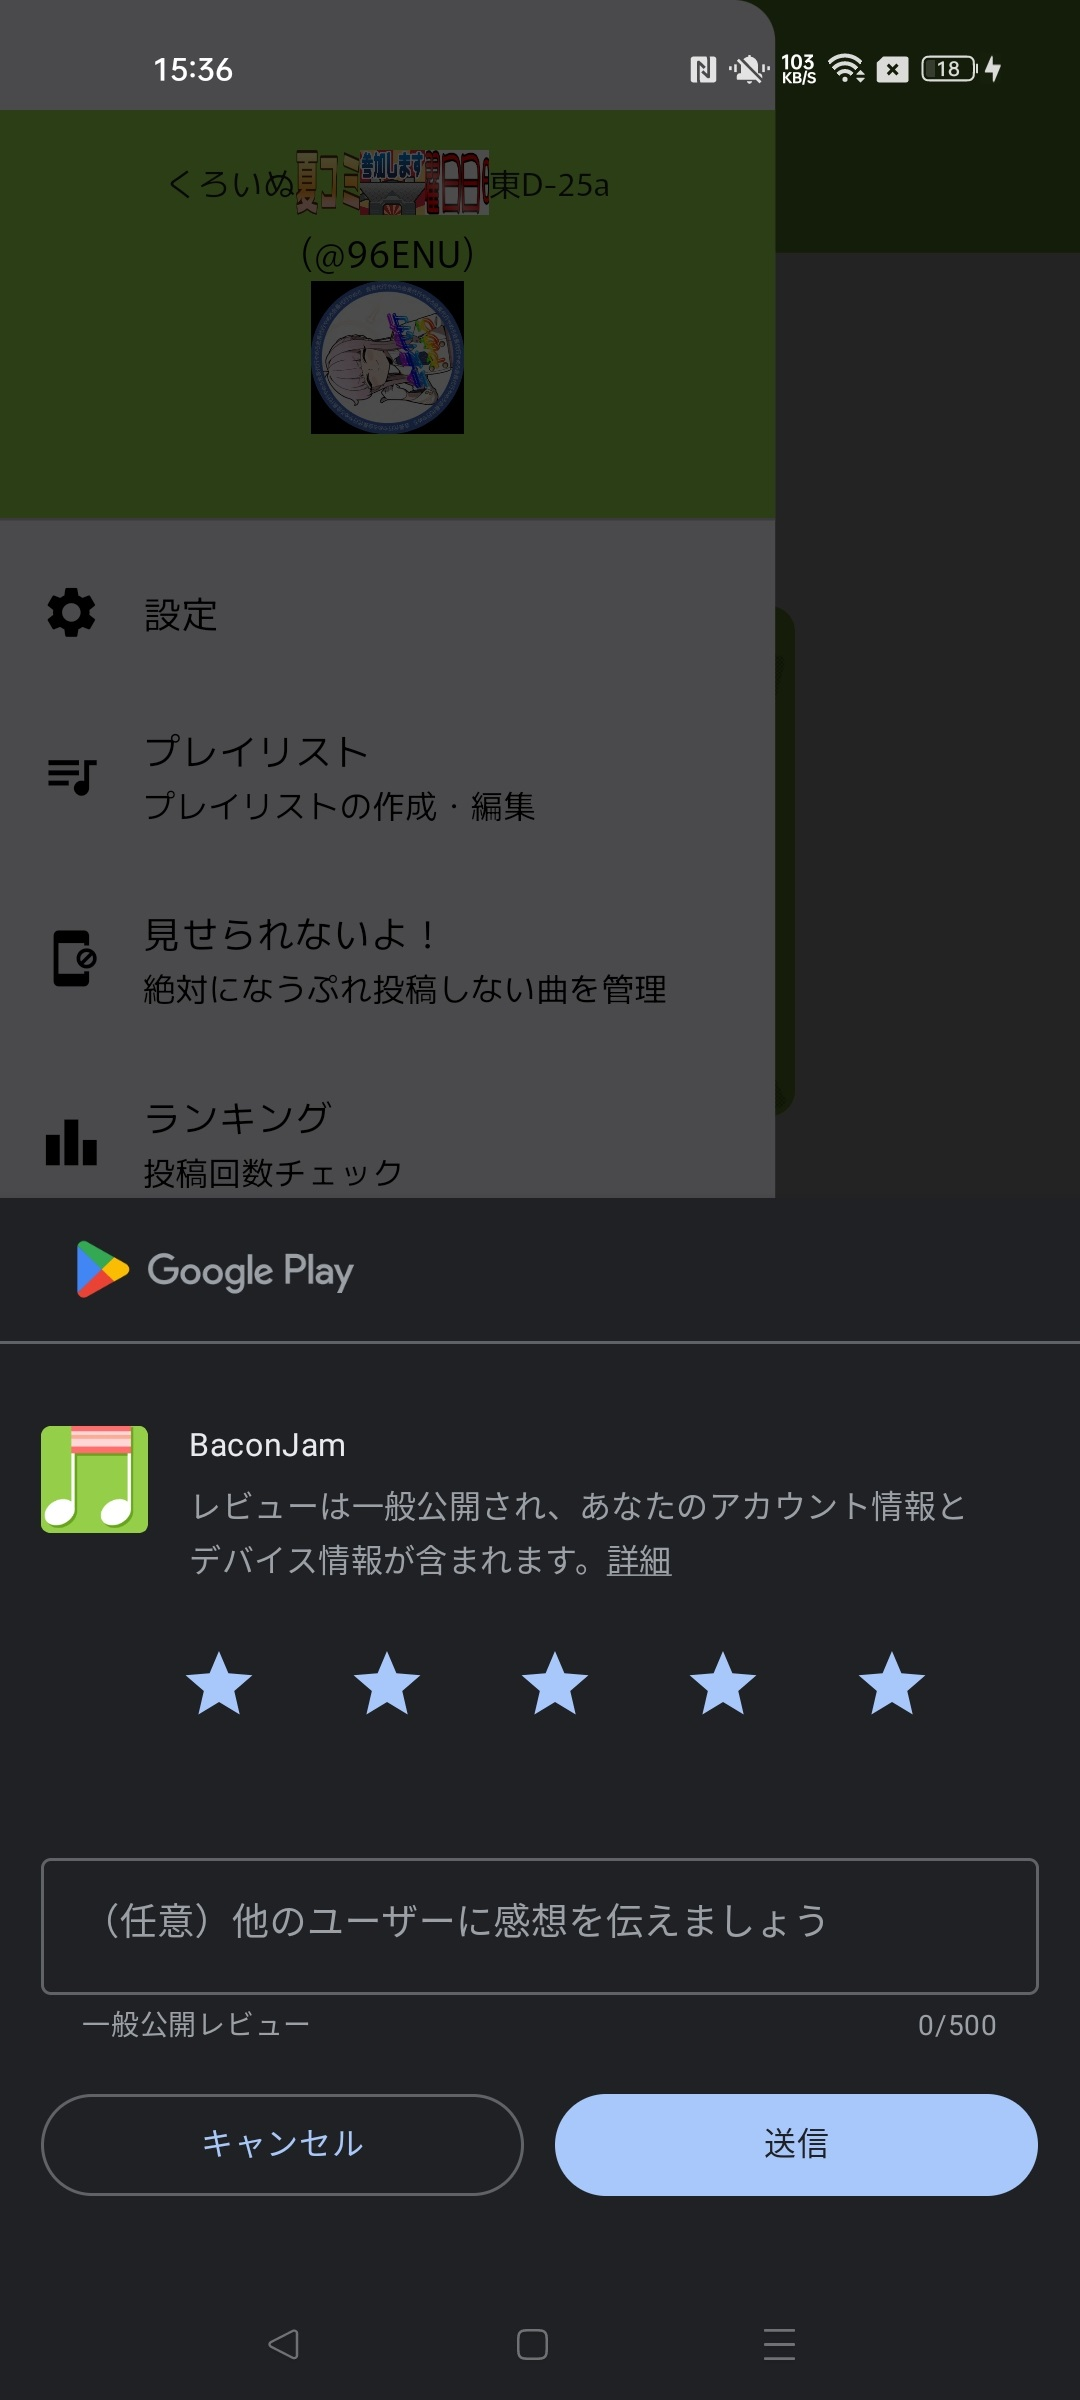 15:36
103
KB/S
18
くろいぬ夏コミ参加します曜日東D-25a
(@96ENU)
設定
プレイリスト
プレイリストの作成・編集
見せられないよ！
絶対になうぷれ投稿しない曲を管理
ランキング
投稿回数チェック
Google Play
BaconJam
レビューは一般公開され、あなたのアカウント情報と
デバイス情報が含まれます。詳細
（任意）他のユーザーに感想を伝えましょう
一般公開レビュー
0/500
キャンセル
送信